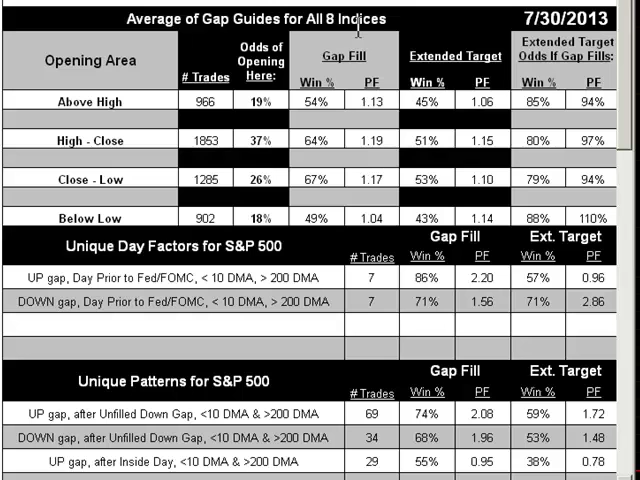 Average of Gap Guides for All 8 Indices 7/30/2013
Opening Area # Trades Odds of Opening Here: Gap Fill Extended Target Extended Target Odds If Gap Fills:
Win % PF Win % PF Win % PF
Above High 966 19% 54% 1.13 45% 1.06 85% 94%
High - Close 1853 37% 64% 1.19 51% 1.15 80% 97%
Close - Low 1285 26% 67% 1.17 53% 1.10 79% 94%
Below Low 902 18% 49% 1.04 43% 1.14 88% 110%
Unique Day Factors for S&P 500 Gap Fill Ext. Target
# Trades Win % PF Win % PF
UP gap, Day Prior to Fed/FOMC, < 10 DMA, > 200 DMA 7 86% 2.20 57% 0.96
DOWN gap, Day Prior to Fed/FOMC, < 10 DMA, > 200 DMA 7 71% 1.56 71% 2.86
Unique Patterns for S&P 500 Gap Fill Ext. Target
# Trades Win % PF Win % PF
UP gap, after Unfilled Down Gap, <10 DMA & >200 DMA 69 74% 2.08 59% 1.72
DOWN gap, after Unfilled Down Gap, <10 DMA & >200 DMA 34 68% 1.96 53% 1.48
UP gap, after Inside Day, <10 DMA & >200 DMA 29 55% 0.95 38% 0.78